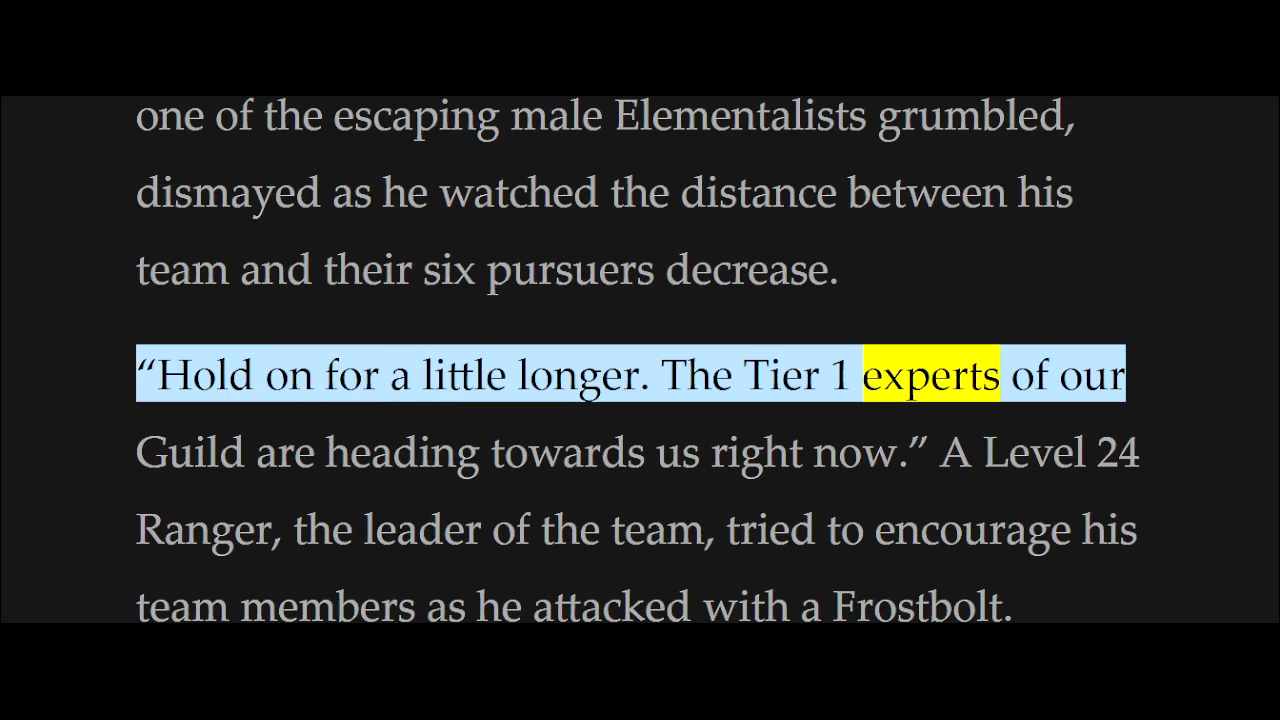 one of the escaping male Elementalists grumbled,
dismayed as he watched the distance between his
team and their six pursuers decrease.
“Hold on for a little longer. The Tier 1 experts of our
Guild are heading towards us right now.” A Level 24
Ranger, the leader of the team, tried to encourage his
team members as he attacked with a Frostbolt.